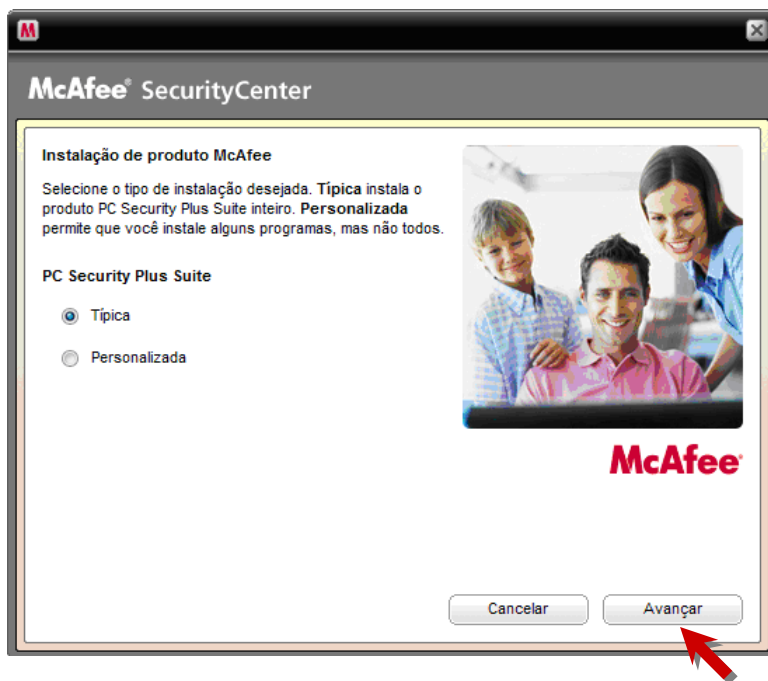 M
McAfee® SecurityCenter
Instalação de produto McAfee
Selecione o tipo de instalação desejada. Típica instala o
produto PC Security Plus Suite inteiro. Personalizada
permite que você instale alguns programas, mas não todos.
PC Security Plus Suite
Típica
Personalizada
McAfee®
Cancelar
Avançar